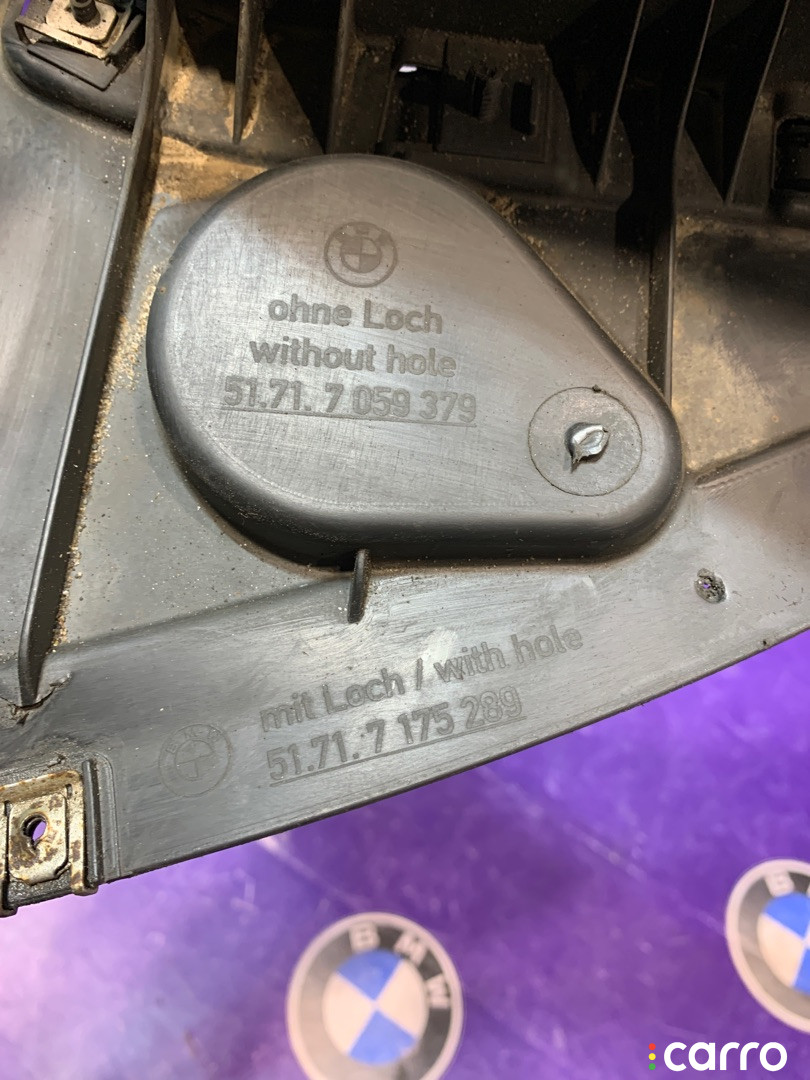 ohne Loch
without hole
51.71. 7 059 379
mit Loch / with hole
51.71. 7 175 289
BMW
BMW
B
carro